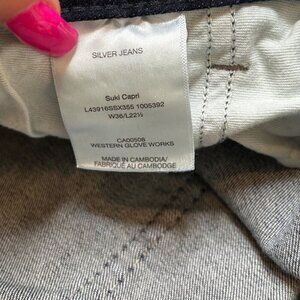 SILVER JEANS
Suki Capri
L43916SSX355 1005392
W36/L22½
CA00508
WESTERN GLOVE WORKS
MADE IN CAMBODIA/
FABRIQUÉ AU CAMBODGE